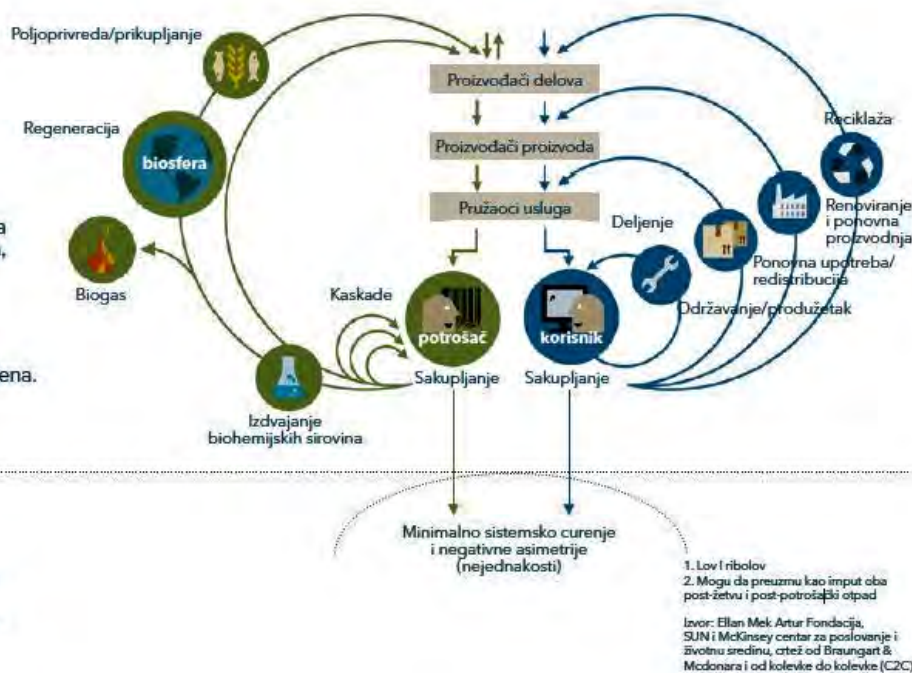 Poljoprivreda/prikupljanje
Regeneracija
biosfera
a
,
Biogas
ena.
Kaskade
Izdvajanje
biohemijskih sirovina
Proizvođači delova
Proizvođači proizvoda
Pružaoci usluga
potrošač
Sakupljanje
korisnik
Sakupljanje
Deljenje
Održavanje/produžetak
Ponovna upotreba/
redistribucija
Renoviranje
i ponovna
proizvodnja
Reciklaža
Minimalno sistemsko curenje
i negativne asimetrije
(nejednakosti)
1. Lov I ribolov
2. Mogu da preuzmu kao imput oba
post-žetvu i post-potrošački otpad
Izvor: Ellan Mek Artur Fondacija,
SUN i McKinsey centar za poslovanje i
životnu sredinu, crtež od Braungart &
Mcdonara i od kolevke do kolevke (C2C)